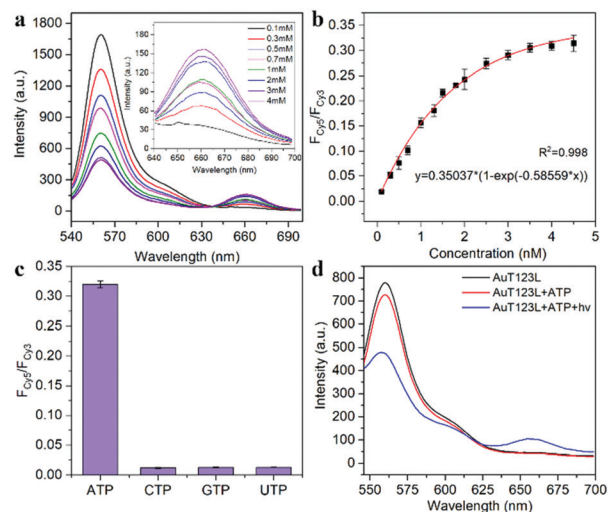 a
1800
1500
1200
900
600
300
0
Intensity (a.u.)
540 570 600 630 660 690
Wavelength (nm)
180
150
120
90
60
30
0
Intensity (a.u.)
640 650 660 670 680 690 700
Wavelength (nm)
0.1mM
0.3mM
0.5mM
0.7mM
1mM
2mM
3mM
4mM
b
0.40
0.35
0.30
0.25
0.20
0.15
0.10
0.05
0.00
FCy5/FCy3
R²=0.998
y=0.35037*(1-exp(-0.58559*x))
0 1 2 3 4 5
Concentration (nM)
c
0.35
0.30
0.25
0.20
0.15
0.10
0.05
0.00
FCy5/FCy3
ATP CTP GTP UTP
d
800
700
600
500
400
300
200
100
0
Intensity (a.u.)
AuT123L
AuT123L+ATP
AuT123L+ATP+hv
550 575 600 625 650 675 700
Wavelength (nm)